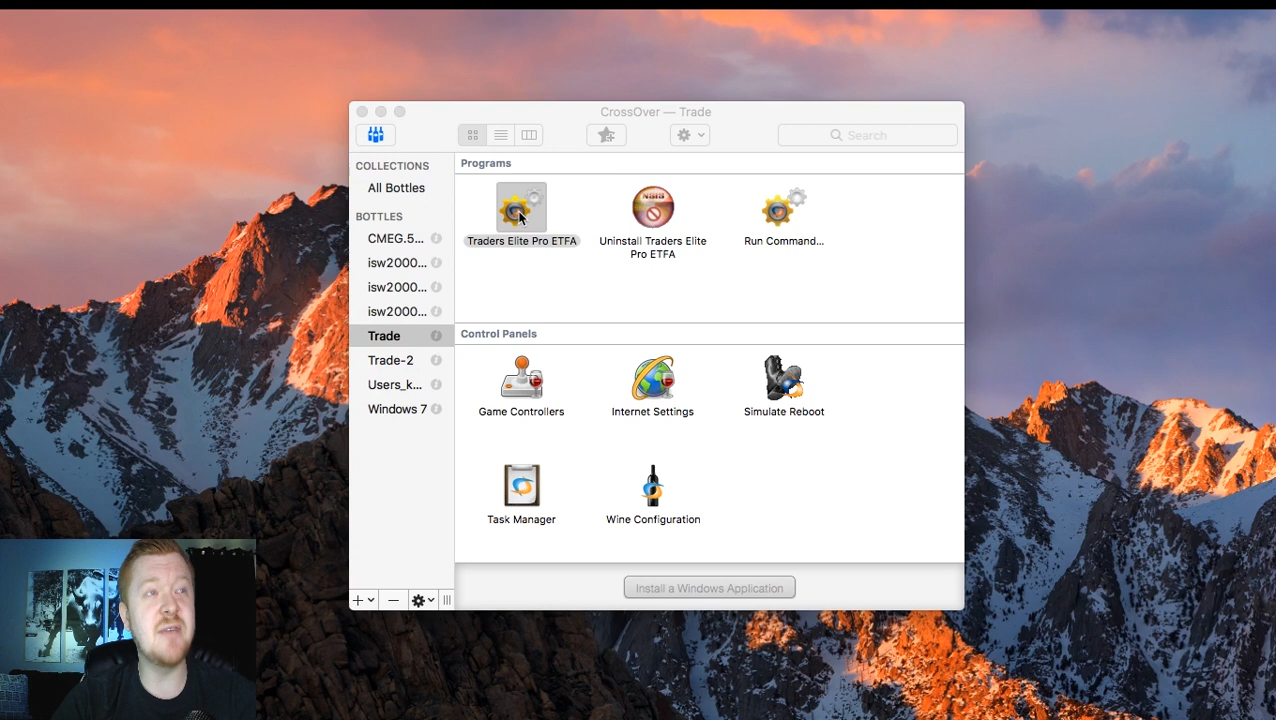 CrossOver — Trade
Search
COLLECTIONS
All Bottles
BOTTLES
CMEG.5...
isw2000...
isw2000...
isw2000...
Trade
Trade-2
Users_k...
Windows 7
Programs
Traders Elite Pro ETFA
Uninstall Traders Elite
Pro ETFA
Run Command...
Control Panels
Game Controllers
Internet Settings
Simulate Reboot
Task Manager
Wine Configuration
Install a Windows Application
NSIS